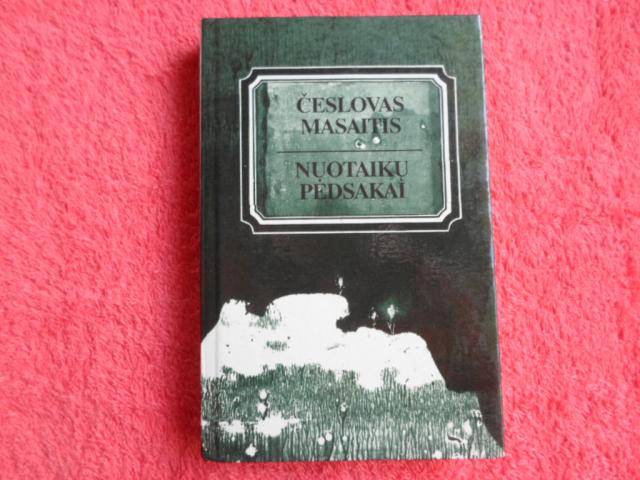 ČESLOVAS
MASAITIS
NUOTAIKŲ
PĖDSAKAI